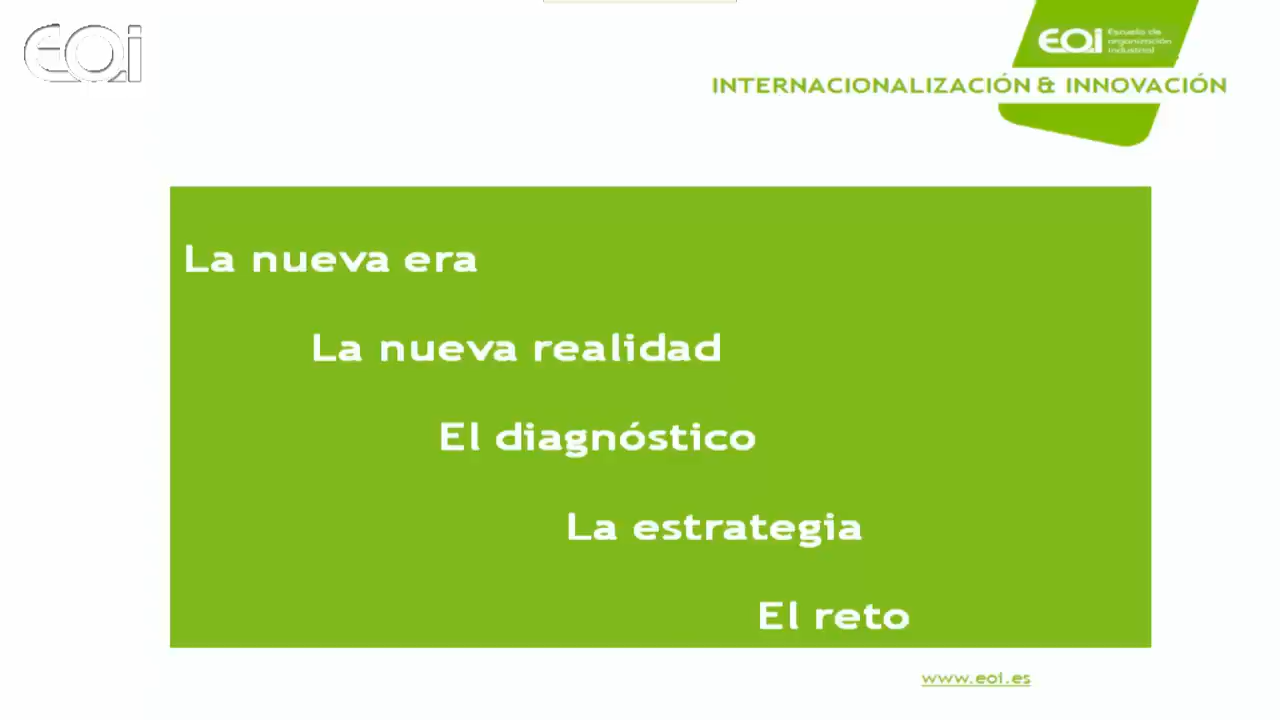 EOi
EOi Escuela de
organización
industrial
INTERNACIONALIZACIÓN & INNOVACIÓN
La nueva era
La nueva realidad
El diagnóstico
La estrategia
El reto
www.eoi.es